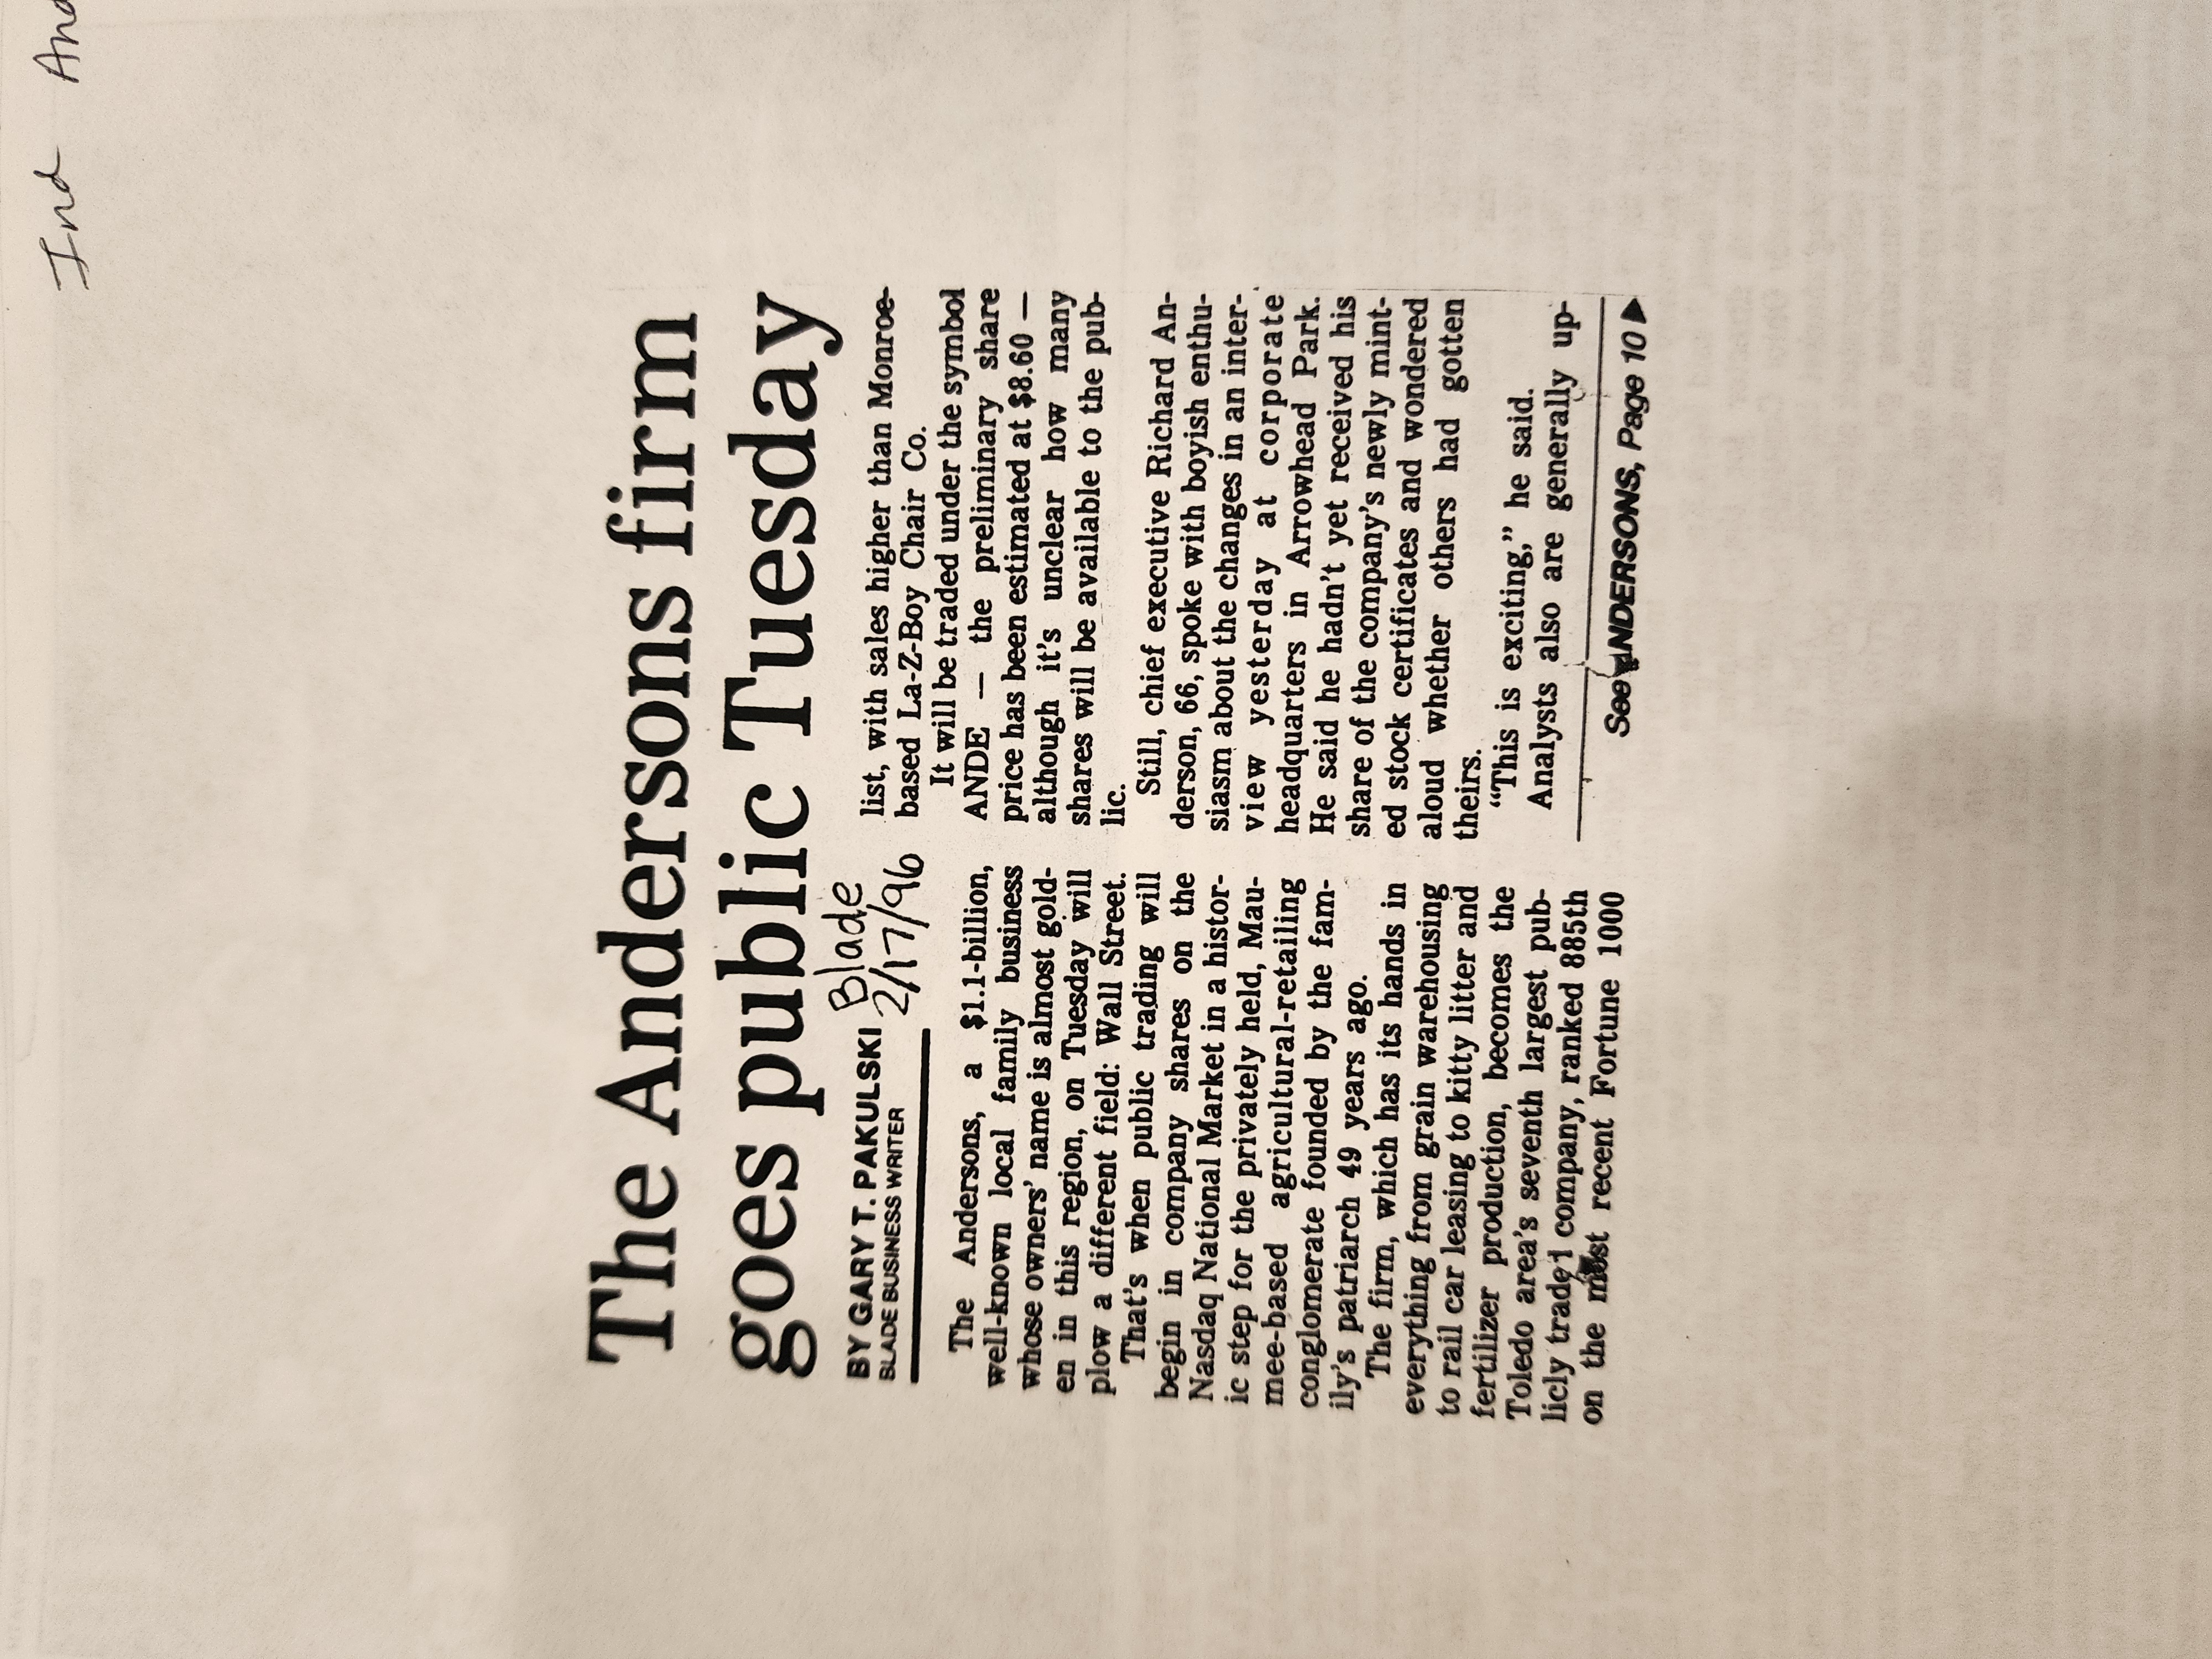 Ind And
The Andersons firm
goes public Tuesday
BY GARY T. PAKULSKI
BLADE BUSINESS WRITER
Blade
2/17/96
The Andersons, a $1.1-billion,
well-known local family business
whose owners' name is almost gold-
en in this region, on Tuesday will
plow a different field: Wall Street.
That's when public trading will
begin in company shares on the
Nasdaq National Market in a histor-
ic step for the privately held, Mau-
mee-based agricultural-retailing
conglomerate founded by the fam-
ily's patriarch 49 years ago.
The firm, which has its hands in
everything from grain warehousing
to rail car leasing to kitty litter and
fertilizer production, becomes the
Toledo area's seventh largest pub-
licly traded company, ranked 885th
on the most recent Fortune 1000
list, with sales higher than Monroe-
based La-Z-Boy Chair Co.
It will be traded under the symbol
ANDE — the preliminary share
price has been estimated at $8.60 —
although it's unclear how many
shares will be available to the pub-
lic.
Still, chief executive Richard An-
derson, 66, spoke with boyish enthu-
siasm about the changes in an inter-
view yesterday at corporate
headquarters in Arrowhead Park.
He said he hadn't yet received his
share of the company's newly mint-
ed stock certificates and wondered
aloud whether others had gotten
theirs.
"This is exciting," he said.
Analysts also are generally up-
See ANDERSONS, Page 10 ▶